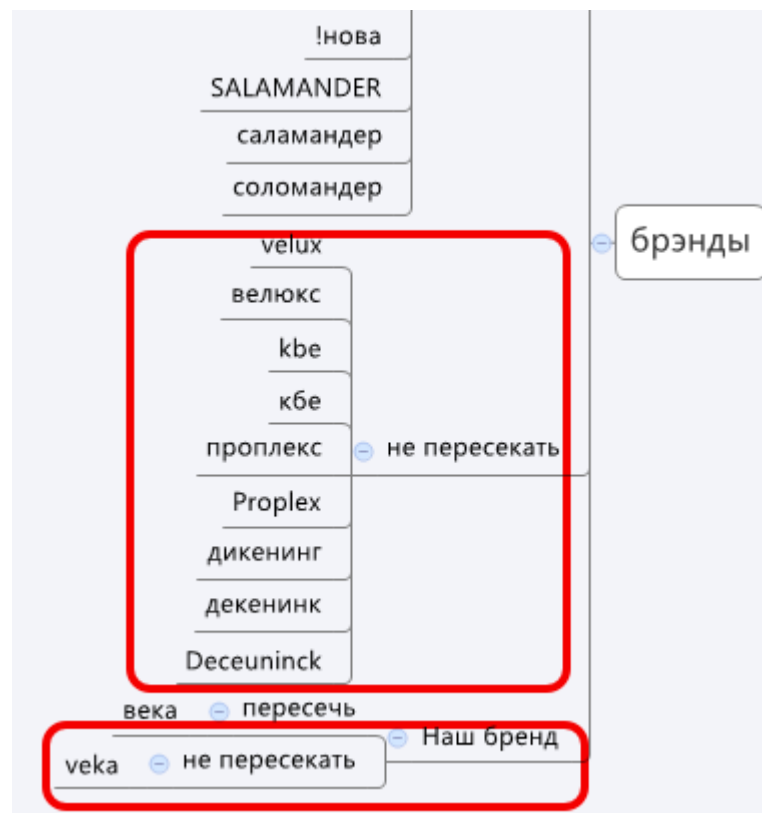 !нова
SALAMANDER
саламандер
соломандер
velux
брэнды
велюкс
kbe
кбе
проплекс
не пересекать
Proplex
дикенинг
декенинк
Deceuninck
века
пересечь
Наш бренд
veka
не пересекать